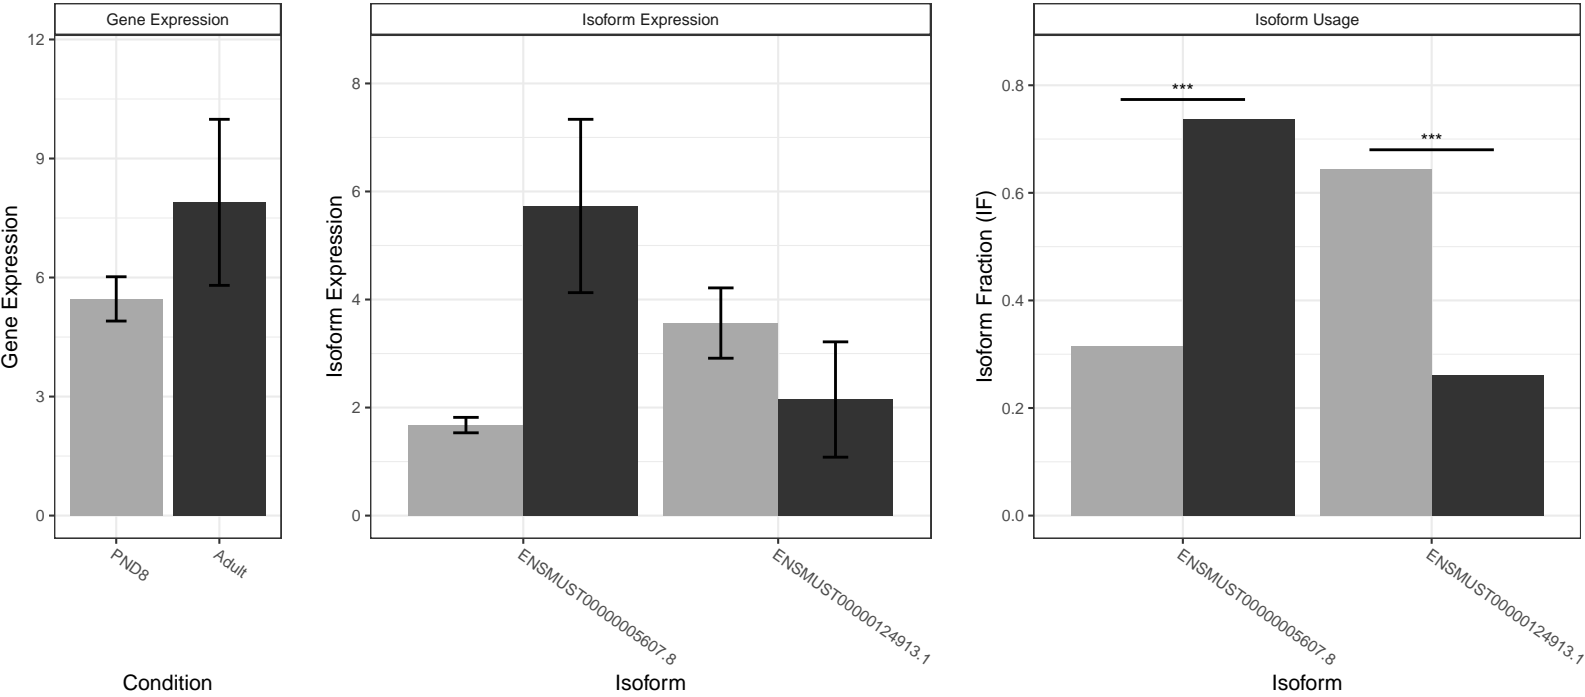 Gene Expression
Gene Expression
12
9
6
3
0
PND8
Adult
Condition
Isoform Expression
Isoform Expression
8
6
4
2
0
ENSMUST00000005607.8
ENSMUST00000124913.1
Isoform
Isoform Usage
Isoform Fraction (IF)
0.8
0.6
0.4
0.2
0.0
***
***
ENSMUST00000005607.8
ENSMUST00000124913.1
Isoform